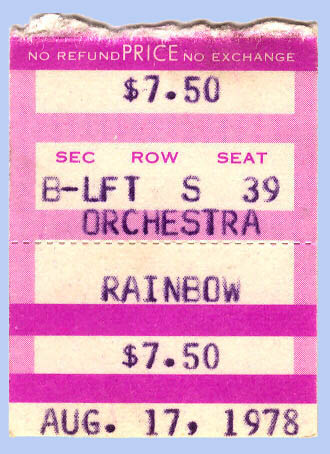 NO REFUND PRICE NO EXCHANGE
$7.50
SEC ROW SEAT
B-LFT S 39
ORCHESTRA
RAINBOW
$7.50
AUG. 17, 1978